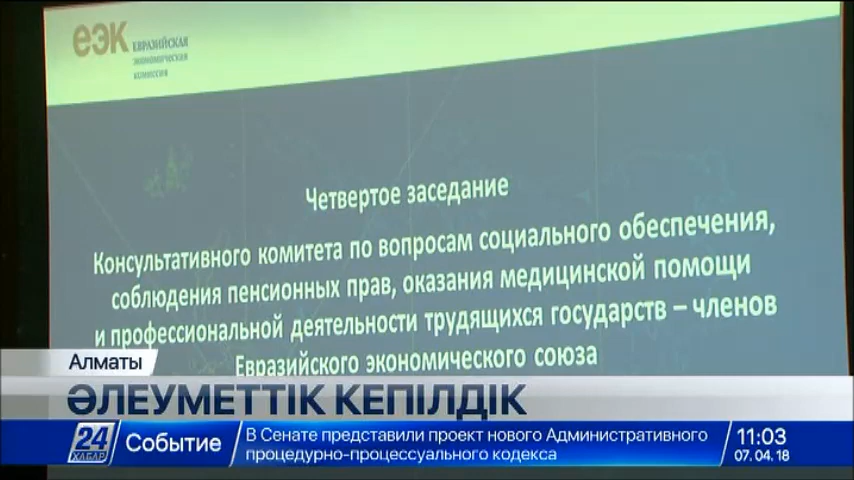 еэк
ЕВРАЗИЙСКАЯ
экономическая
комиссия
Четвертое заседание
Консультативного комитета по вопросам социального обеспечения,
соблюдения пенсионных прав, оказания медицинской помощи
и профессиональной деятельности трудящихся государств – членов
Евразийского экономического союза
Алматы
ӘЛЕУМЕТТІК КЕПІЛДІК
24
ХАБАР
Событие
В Сенате представили проект нового Административного
процедурно-процессуального кодекса
11:03
07.04.18